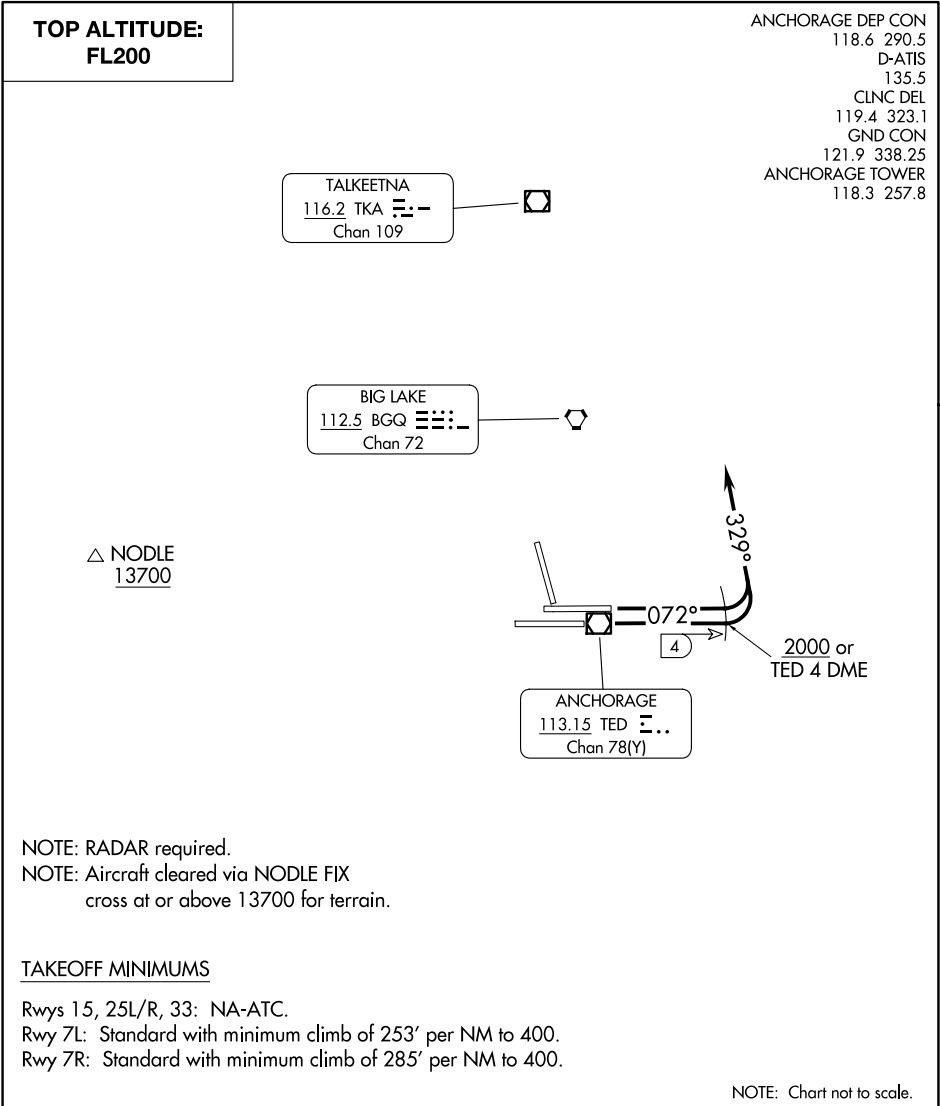 TOP ALTITUDE:
FL200
ANCHORAGE DEP CON
118.6 290.5
D-ATIS
135.5
CLNC DEL
119.4 323.1
GND CON
121.9 338.25
ANCHORAGE TOWER
118.3 257.8
TALKEETNA
116.2 TKA
Chan 109
BIG LAKE
112.5 BGQ
Chan 72
NODLE
13700
329°
072°
4
2000 or
TED 4 DME
ANCHORAGE
113.15 TED
Chan 78(Y)
NOTE: RADAR required.
NOTE: Aircraft cleared via NODLE FIX
cross at or above 13700 for terrain.
TAKEOFF MINIMUMS
Rwys 15, 25L/R, 33: NA-ATC.
Rwy 7L: Standard with minimum climb of 253' per NM to 400.
Rwy 7R: Standard with minimum climb of 285' per NM to 400.
NOTE: Chart not to scale.